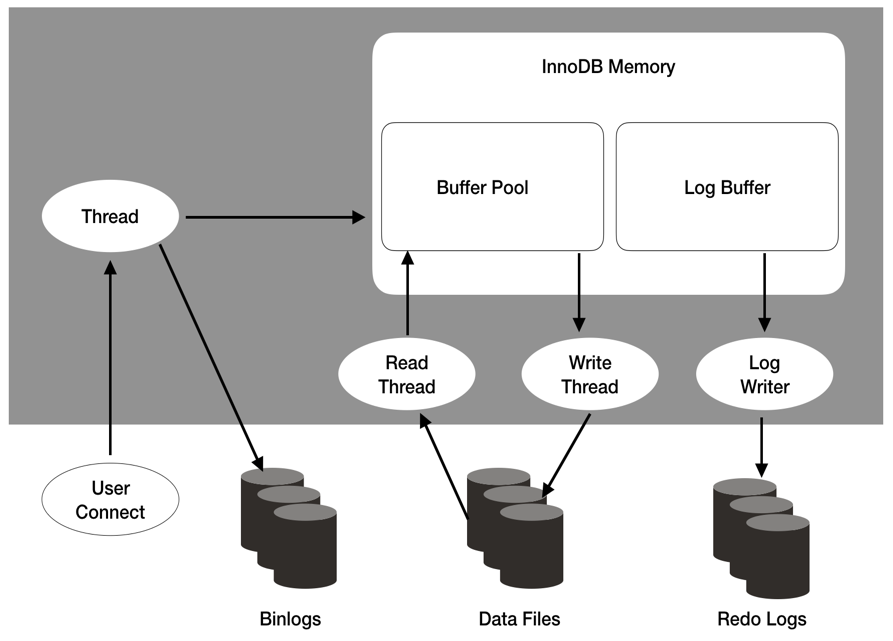 InnoDB Memory
Buffer Pool
Log Buffer
Thread
Read
Thread
Write
Thread
Log
Writer
User
Connect
Binlogs
Data Files
Redo Logs